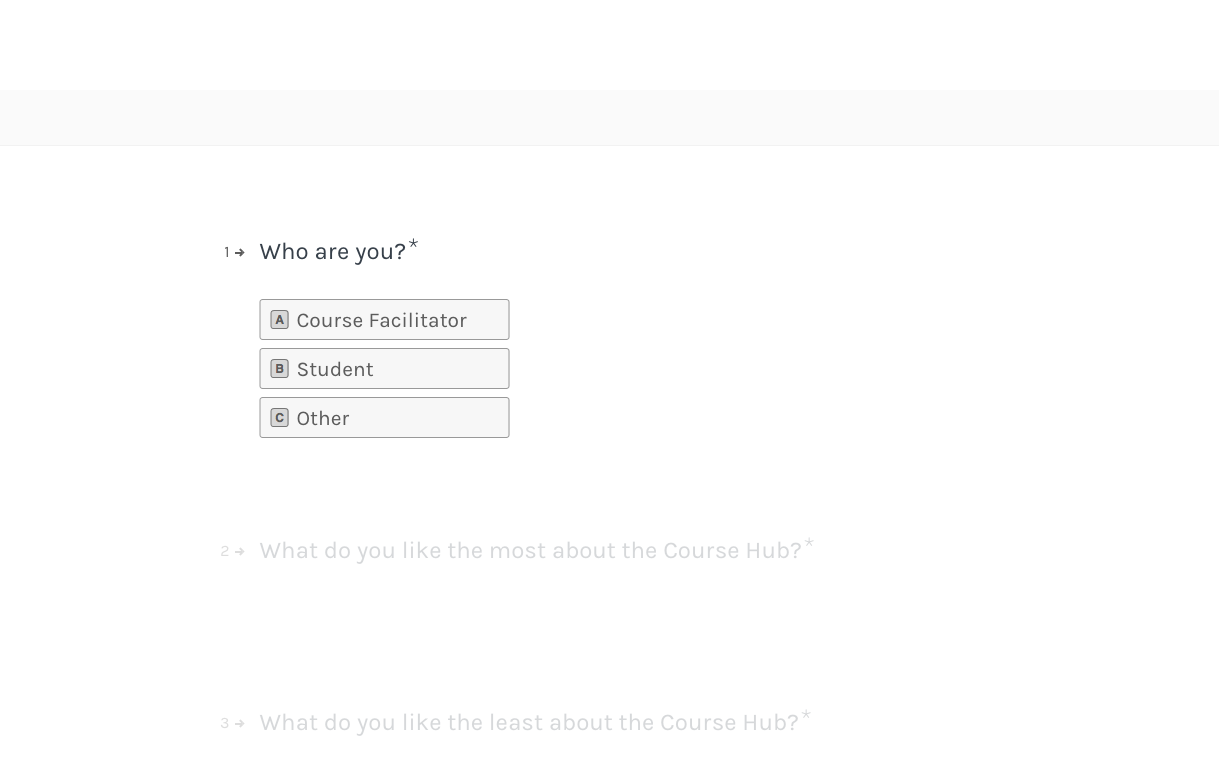 1 → Who are you?*
A Course Facilitator
B Student
C Other
2 → What do you like the most about the Course Hub?*
3 → What do you like the least about the Course Hub?*